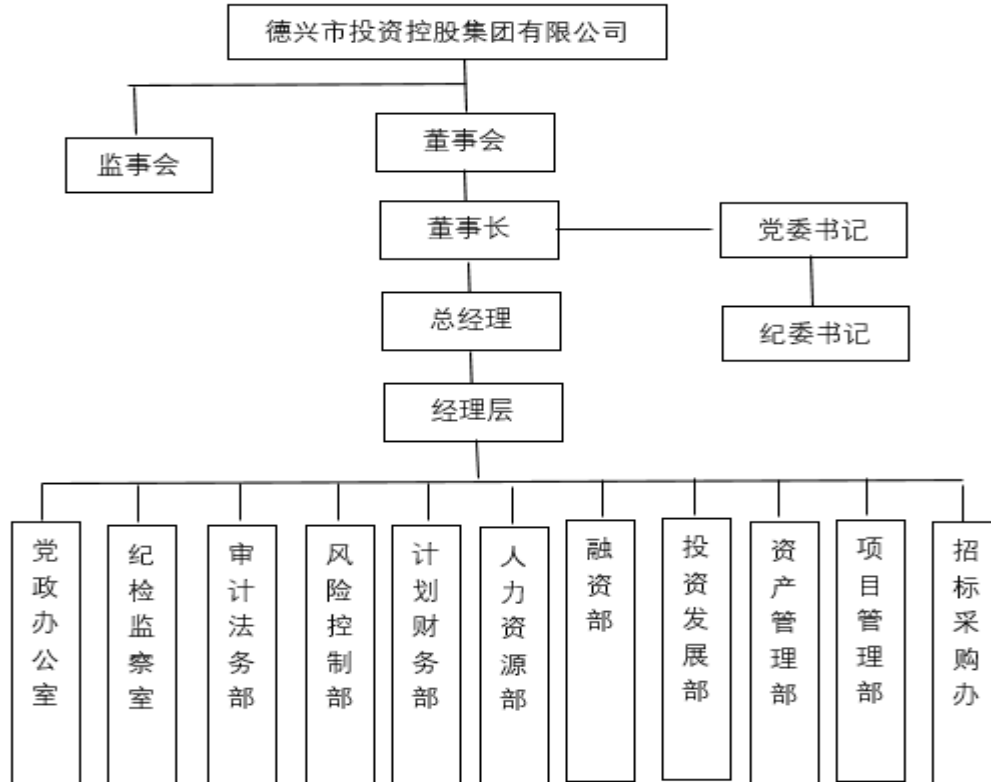 德兴市投资控股集团有限公司
监事会
董事会
董事长
党委书记
总经理
纪委书记
经理层
党政办公室
纪检监察室
审计法务部
风险控制部
计划财务部
人力资源部
融资部
投资发展部
资产管理部
项目管理部
招标采购办